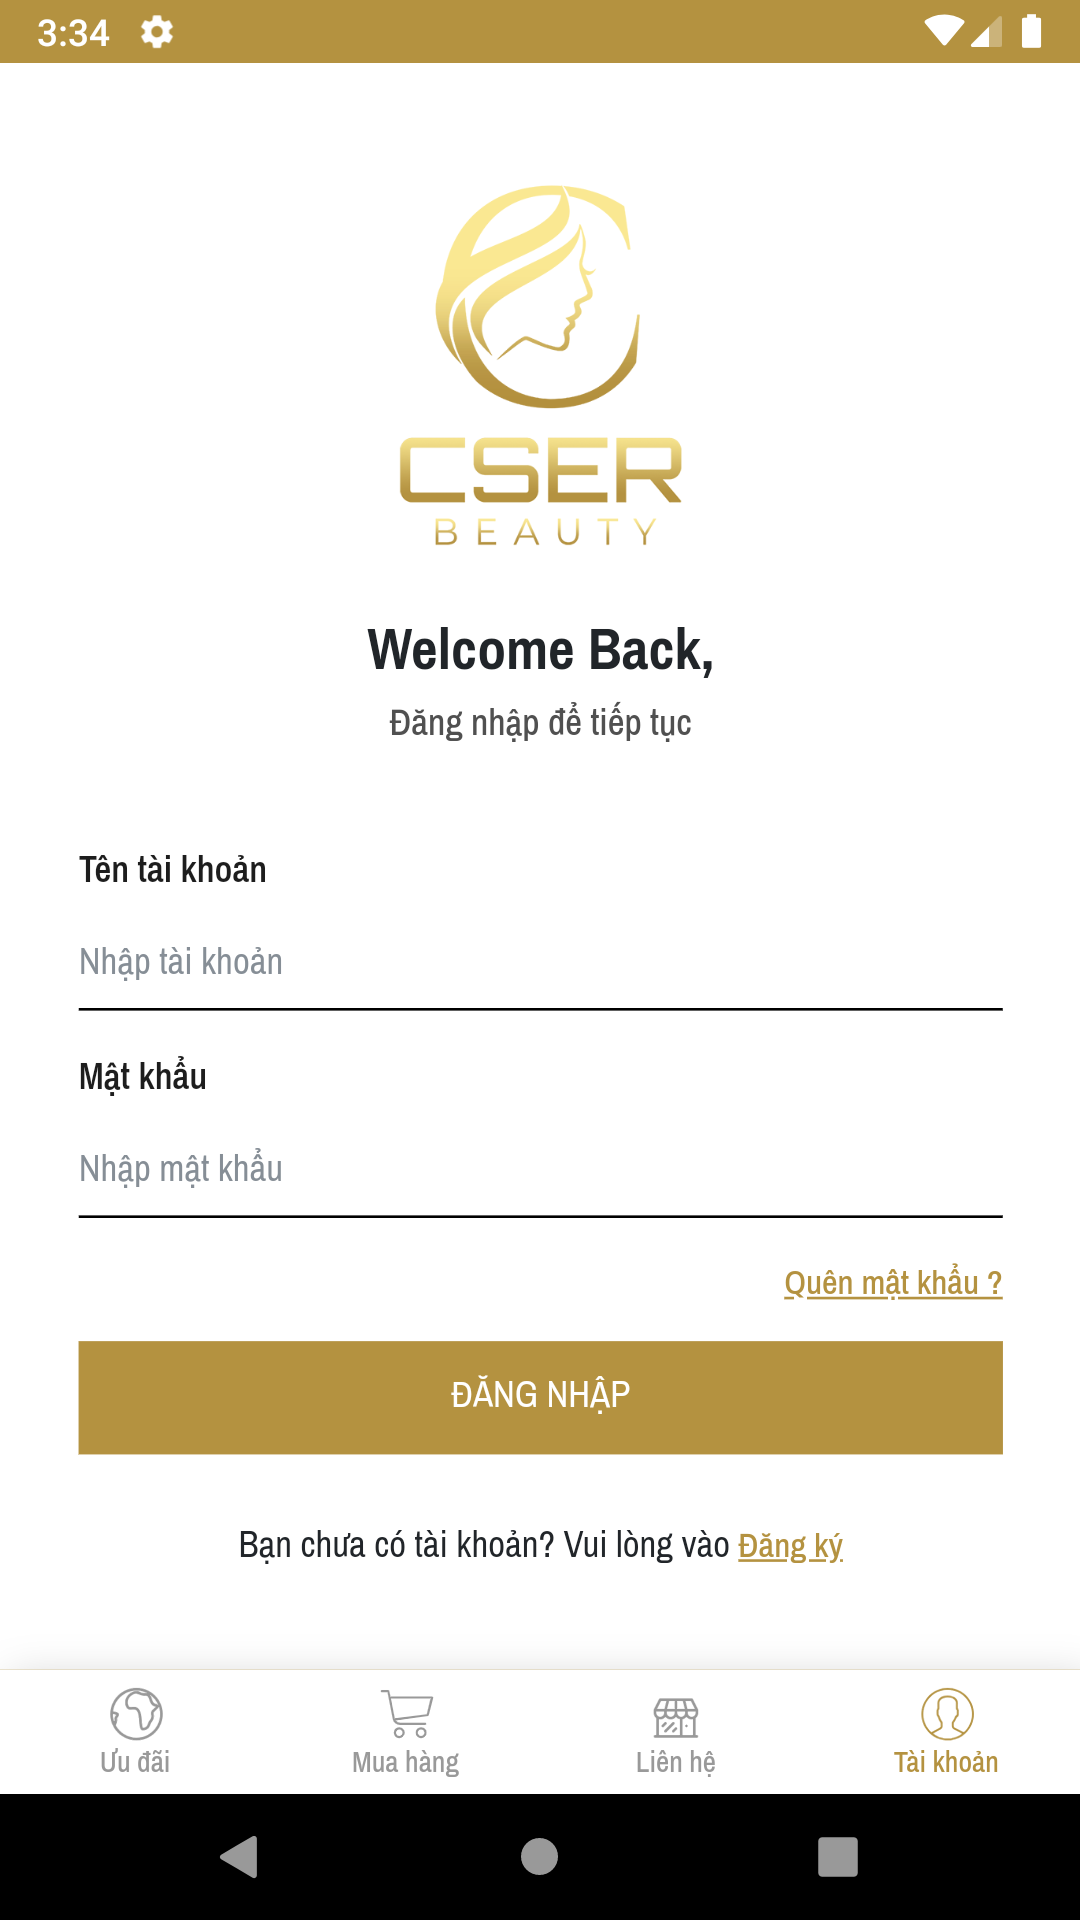 3:34
CSER
BEAUTY
Welcome Back,
Đăng nhập để tiếp tục
Tên tài khoản
Nhập tài khoản
Mật khẩu
Nhập mật khẩu
Quên mật khẩu ?
ĐĂNG NHẬP
Bạn chưa có tài khoản? Vui lòng vào Đăng ký
Ưu đãi Mua hàng Liên hệ Tài khoản